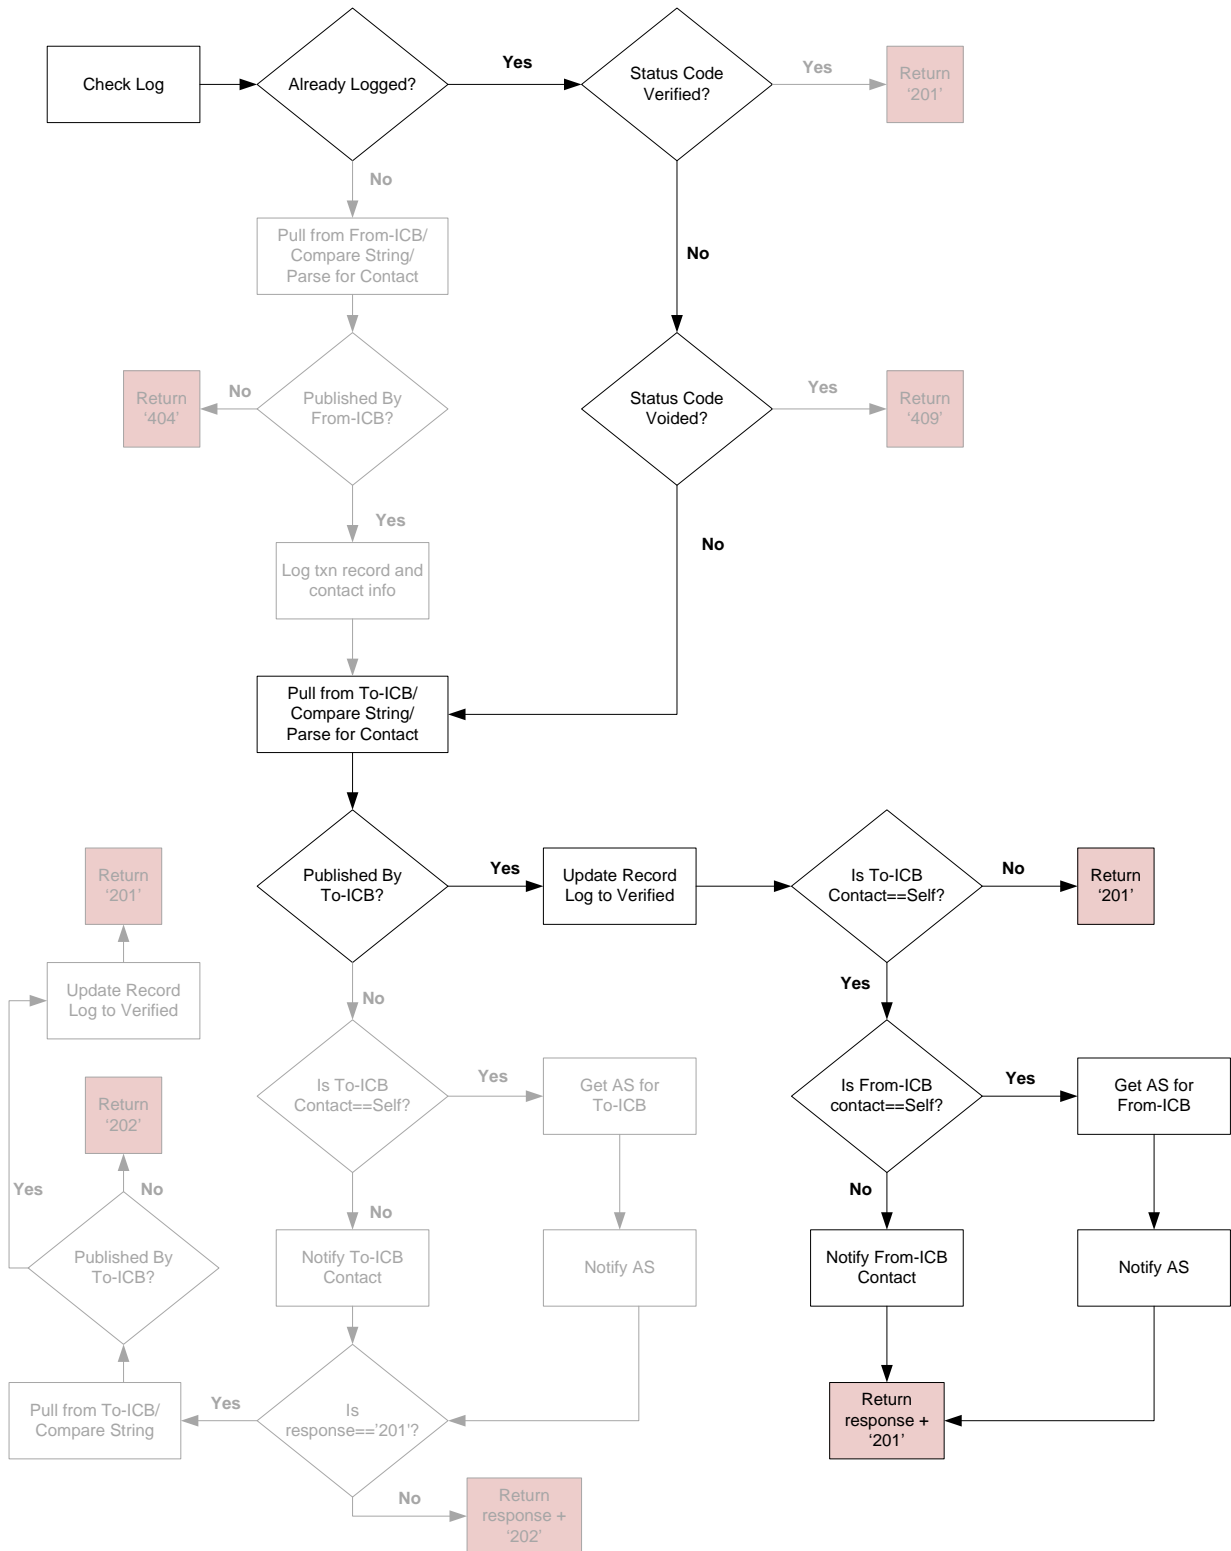 Check Log
Already Logged?
Yes
Status Code
Verified?
Yes
Return
‘201’
No
No
Pull from From-ICB/
Compare String/
Parse for Contact
Return
‘404’
No
Published By
From-ICB?
Status Code
Voided?
Yes
Return
‘409’
Yes
No
Log txn record and
contact info
Pull from To-ICB/
Compare String/
Parse for Contact
Return
‘201’
Published By
To-ICB?
Yes
Update Record
Log to Verified
Is To-ICB
Contact==Self?
No
Return
‘201’
Update Record
Log to Verified
No
Yes
Return
‘202’
Is To-ICB
Contact==Self?
Yes
Get AS for
To-ICB
Is From-ICB
contact==Self?
Yes
Get AS for
From-ICB
Yes
No
No
No
Published By
To-ICB?
Notify To-ICB
Contact
Notify AS
Notify From-ICB
Contact
Notify AS
Pull from To-ICB/
Compare String
Yes
Is
response==‘201’?
Return
response +
‘201’
No
Return
response +
‘202’